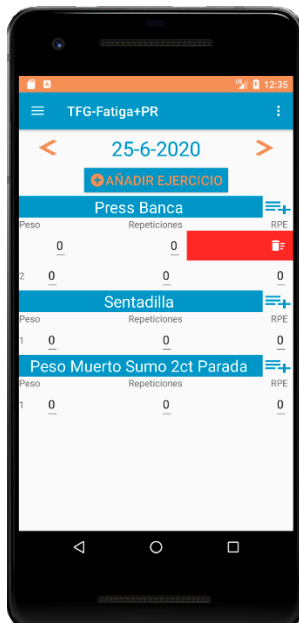 12:35
TFG-Fatiga+PR
25-6-2020
AÑADIR EJERCICIO
Press Banca
Peso Repeticiones RPE
0 0
2 0 0 0
Sentadilla
Peso Repeticiones RPE
1 0 0 0
Peso Muerto Sumo 2ct Parada
Peso Repeticiones RPE
1 0 0 0